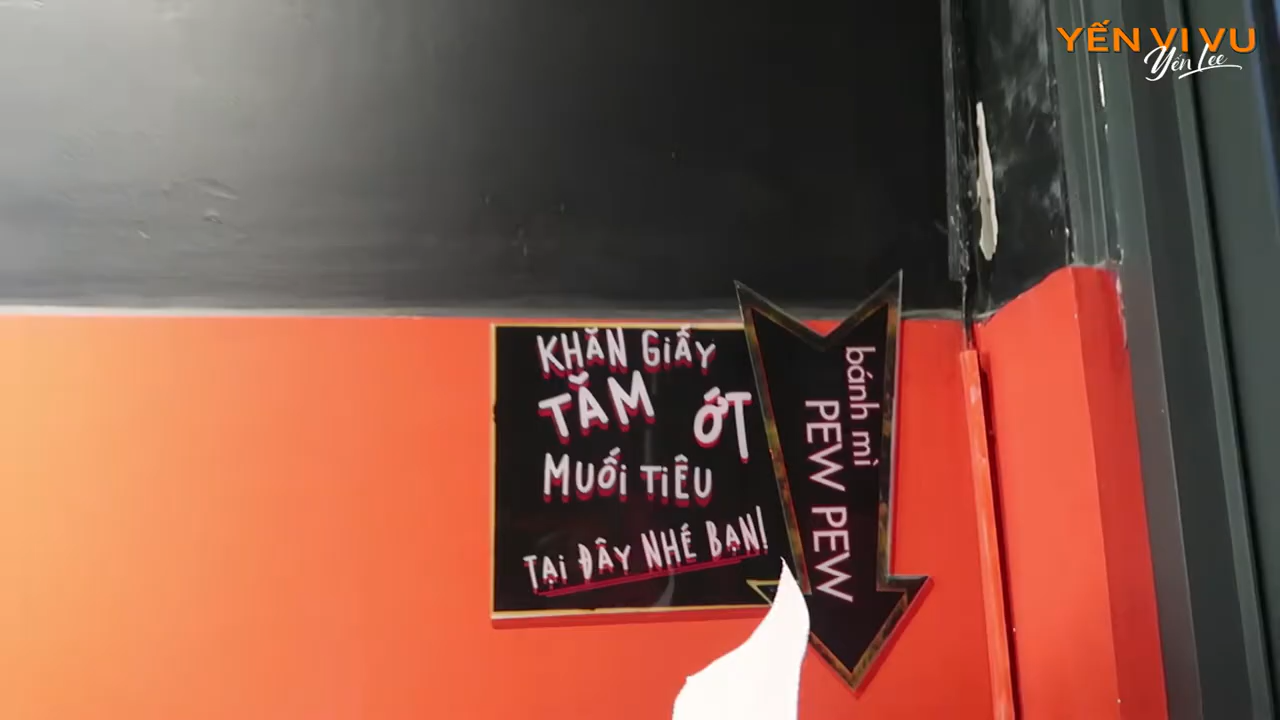 YẾN VI VU
Yến Lee
KHĂN GIẤY
TĂM ỚT
MUỐI TIÊU
TẠI ĐÂY NHÉ BẠN!
bánh mì
PEW PEW